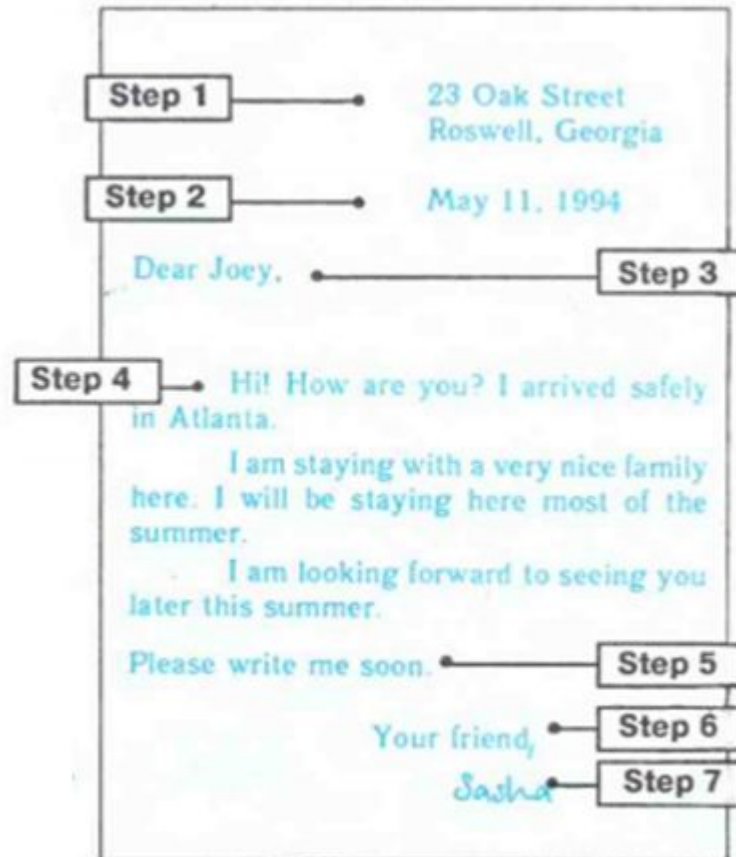 Step 1
23 Oak Street
Roswell, Georgia
Step 2
May 11, 1994
Dear Joey,
Step 3
Step 4
Hi! How are you? I arrived safely
in Atlanta.
I am staying with a very nice family
here. I will be staying here most of the
summer.
I am looking forward to seeing you
later this summer.
Please write me soon.
Step 5
Your friend,
Step 6
Sasha
Step 7